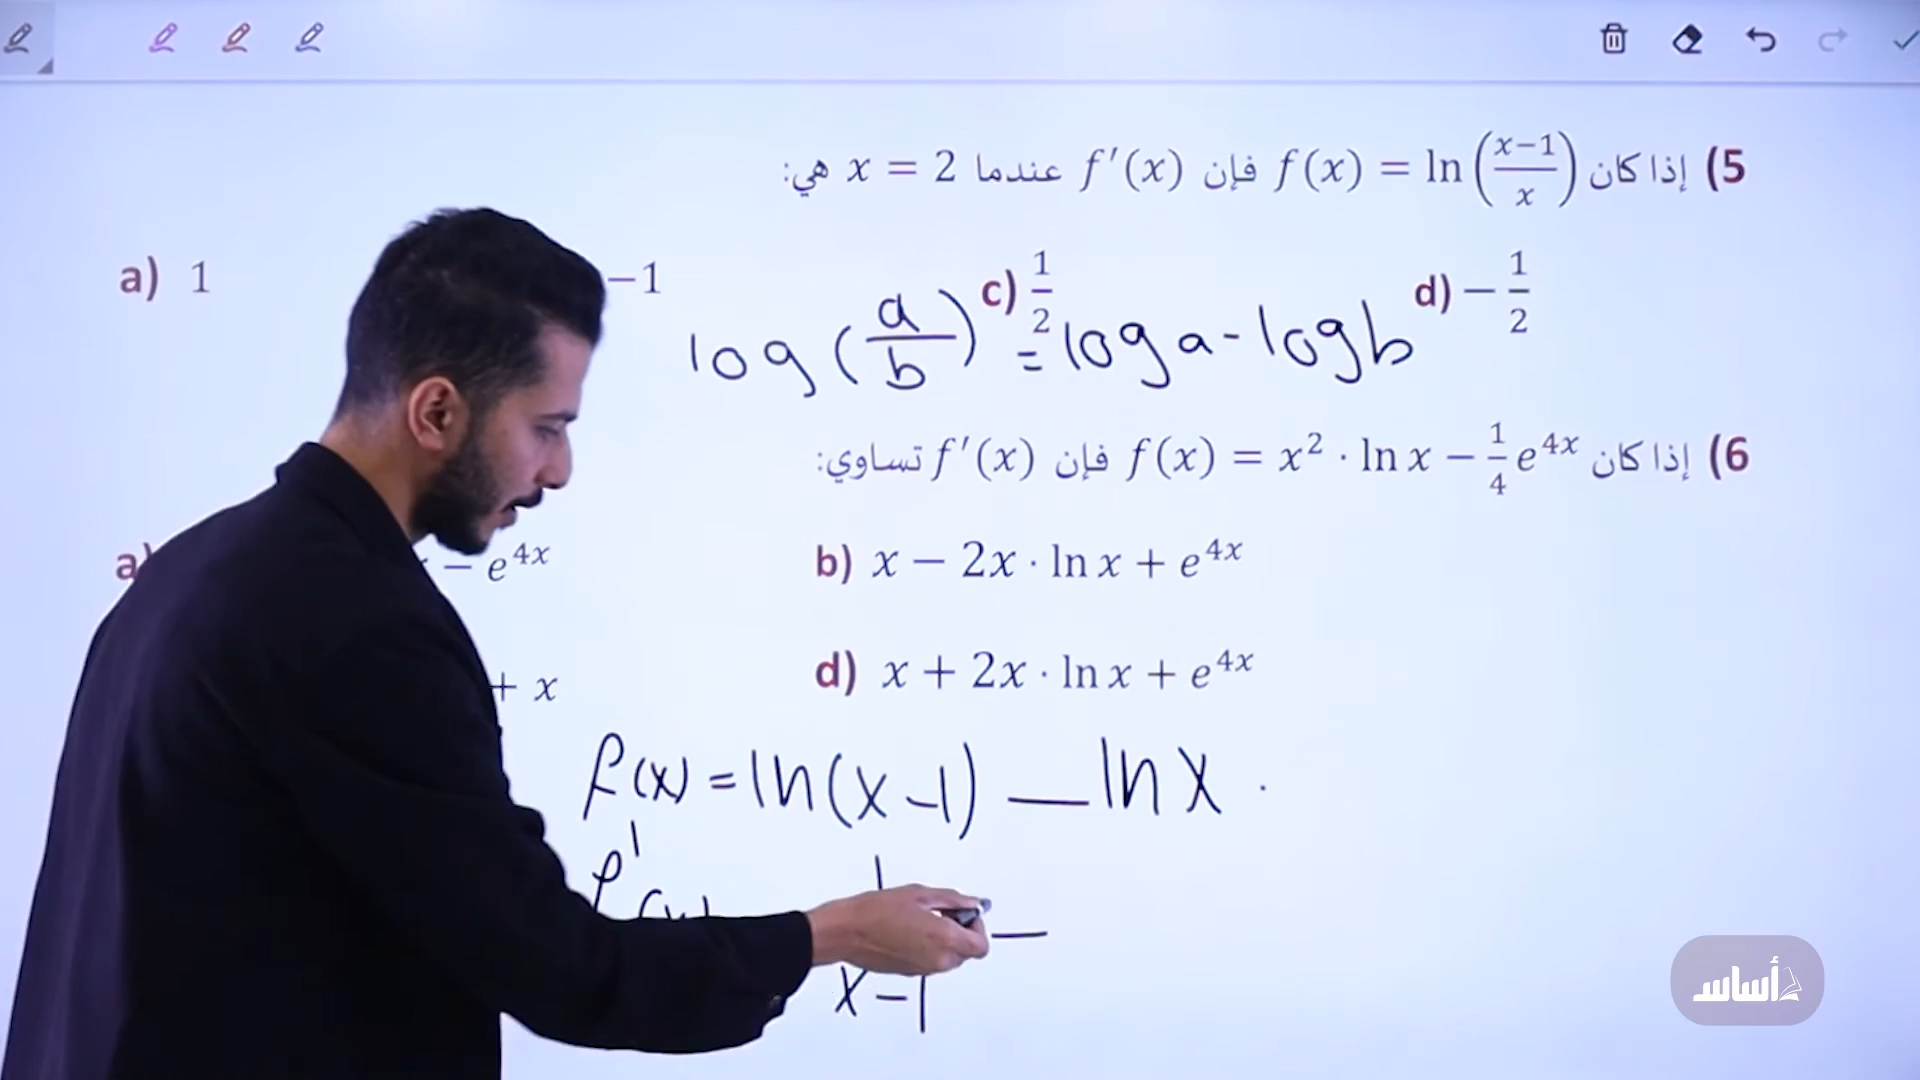 5) إذا كان f(x) = ln((x−1)/x) فإن f′(x) عندما x = 2 هي:
a) 1 −1 c) 1/2 d) −1/2
log(a/b) = log a - log b
6) إذا كان f(x) = x² · ln x − 1/4 e^{4x} فإن f′(x) تساوي:
a) − e^{4x} b) x − 2x · ln x + e^{4x}
+ x d) x + 2x · ln x + e^{4x}
f(x) = ln(x-1) — ln x
f' 1/(x-1) —
أساس